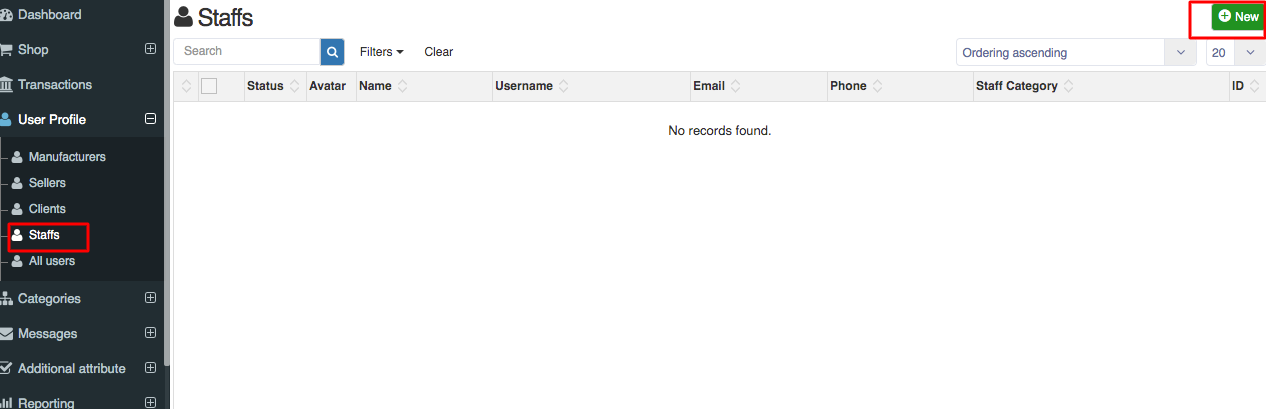 Dashboard
Shop
Transactions
User Profile
Manufacturers
Sellers
Clients
Staffs
All users
Categories
Messages
Additional attribute
Reporting
Staffs
New
Search Filters Clear Ordering ascending 20
Status Avatar Name Username Email Phone Staff Category ID
No records found.